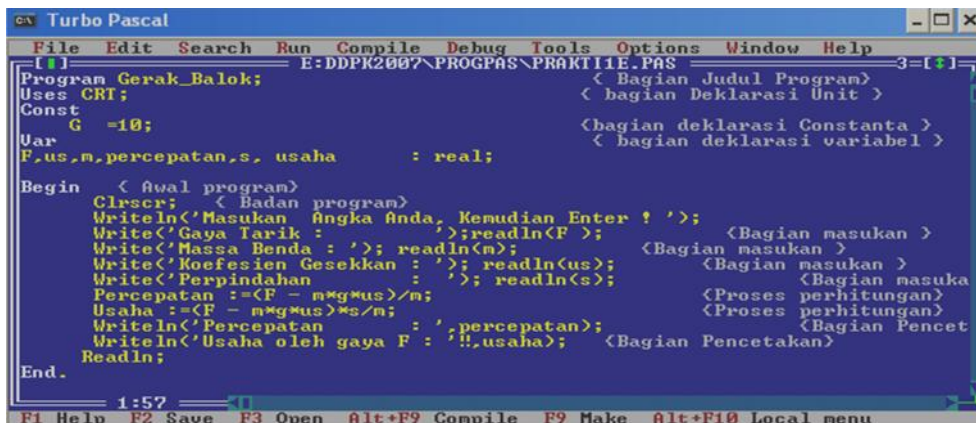 Turbo Pascal
File Edit Search Run Compile Debug Tools Options Window Help
E:DDPK2007\PROGPAS\PRAKTI1E.PAS 3=[↕]
Program Gerak_Balok; { Bagian Judul Program}
Uses CRT; { bagian Deklarasi Unit }
Const
G =10; {bagian deklarasi Constanta }
Var { bagian deklarasi variabel }
F,us,m,percepatan,s, usaha : real;
Begin { Awal program}
Clrscr; { Badan program}
Writeln('Masukan Angka Anda, Kemudian Enter ! ');
Write('Gaya Tarik : ');readln(F ); {Bagian masukan }
Write('Massa Benda : '); readln(m); {Bagian masukan }
Write('Koefesien Gesekkan : '); readln(us); {Bagian masukan }
Write('Perpindahan : '); readln(s); {Bagian masuka
Percepatan :=(F - m*g*us)/m; {Proses perhitungan}
Usaha :=(F - m*g*us)*s/m; {Proses perhitungan}
Writeln('Percepatan : ',percepatan); {Bagian Pencet
Writeln('Usaha oleh gaya F : '!!,usaha); {Bagian Pencetakan}
Readln;
End.
1:57
F1 Help F2 Save F3 Open Alt+F9 Compile F9 Make Alt+F10 Local menu